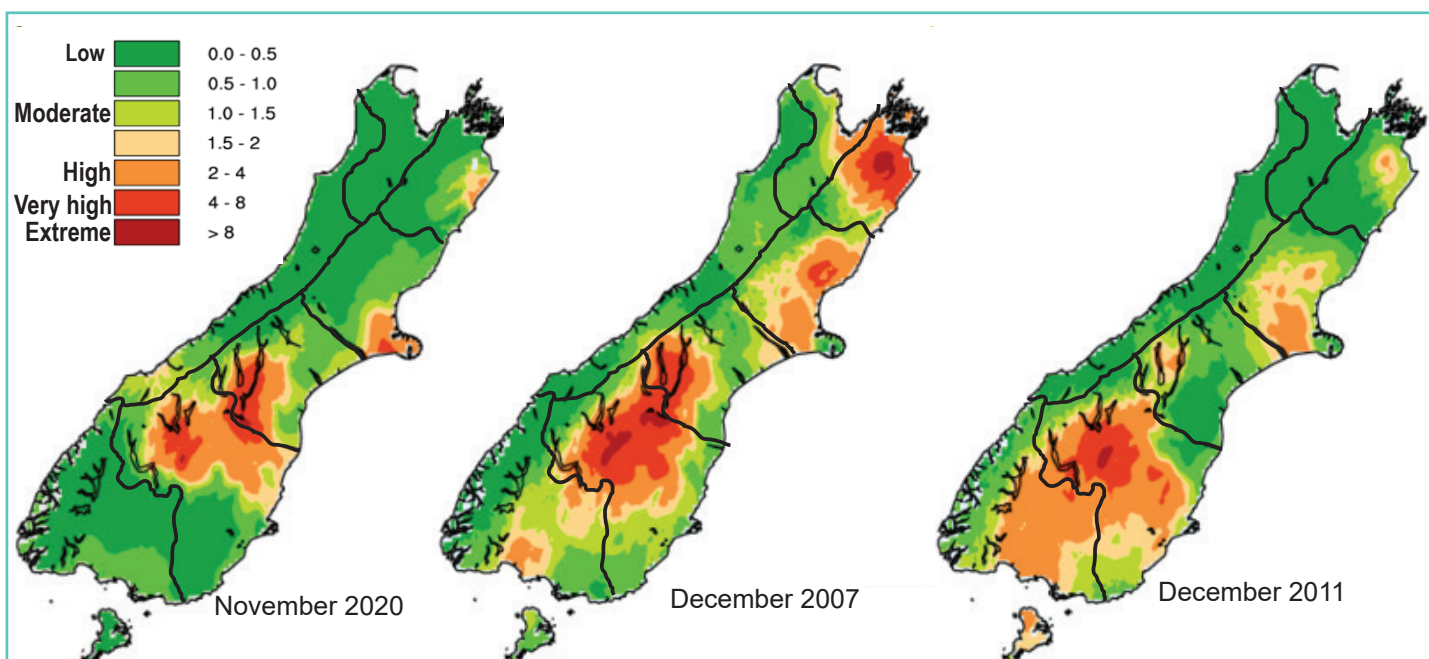 Low 0.0 - 0.5
0.5 - 1.0
Moderate 1.0 - 1.5
1.5 - 2
High 2 - 4
Very high 4 - 8
Extreme > 8
November 2020
December 2007
December 2011